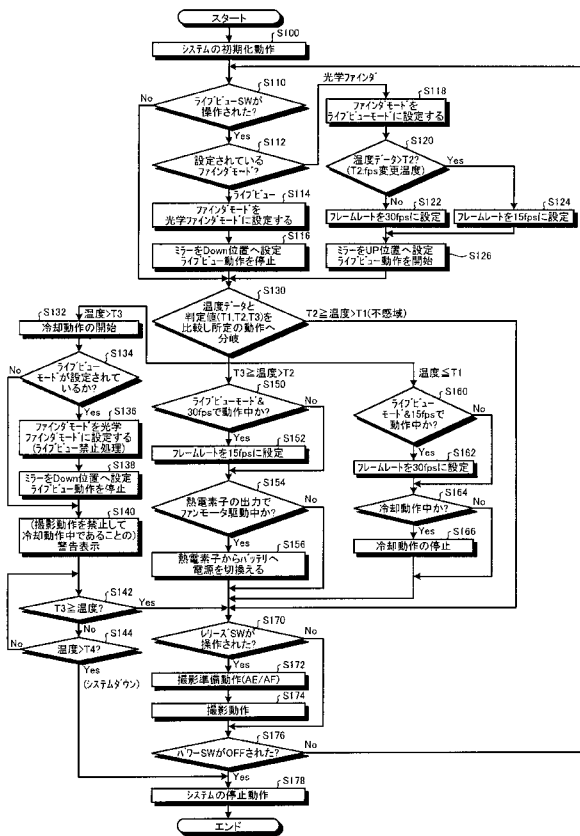 スタート
S100
システムの初期化動作
S110
ライブビューSWが
操作された?
No
Yes
光学ファインダ
S112
設定されている
ファインダモード?
ライブビュー
S114
ファインダモードを
光学ファインダモードに設定する
S116
ミラーをDown位置へ設定
ライブビュー動作を停止
S118
ファインダモードを
ライブビューモードに設定する
S120
温度データ>T2?
(T2:fps変更温度)
Yes
No
S122
フレームレートを30fpsに設定
S124
フレームレートを15fpsに設定
ミラーをUP位置へ設定
ライブビュー動作を開始
S126
S130
温度データと
判定値(T1,T2,T3)を
比較し所定の動作へ
分岐
T2≧温度>T1(不感域)
S132
温度>T3
冷却動作の開始
S134
ライブビュー
モードが設定されて
いるか?
No
Yes
S136
ファインダモードを光学
ファインダモードに設定する
(ライブビュー禁止処理)
S138
ミラーをDown位置へ設定
ライブビュー動作を停止
S140
(撮影動作を禁止して
冷却動作中であることの)
警告表示
S142
T3≧温度?
Yes
No
S144
温度>T4?
No
Yes
(システムダウン)
T3≧温度>T2
S150
ライブビューモード&
30fpsで動作中か?
No
Yes
S152
フレームレートを15fpsに設定
S154
熱電素子の出力で
ファンモータ駆動中か?
No
Yes
S156
熱電素子からバッテリへ
電源を切換える
温度≦T1
S160
ライブビュー
モード&15fpsで
動作中か?
No
Yes
S162
フレームレートを30fpsに設定
S164
冷却動作中か?
No
Yes
S166
冷却動作の停止
S170
レリーズSWが
操作された?
No
Yes
S172
撮影準備動作(AE/AF)
S174
撮影動作
S176
パワーSWがOFFされた?
No
Yes
S178
システムの停止動作
エンド